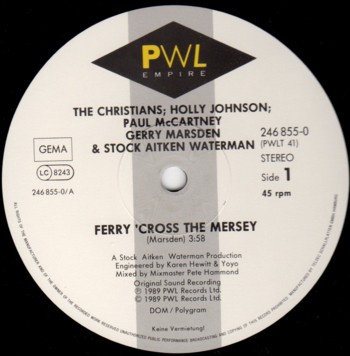 PWL
EMPIRE
THE CHRISTIANS; HOLLY JOHNSON;
PAUL McCARTNEY
GERRY MARSDEN
& STOCK AITKEN WATERMAN
246 855-0
(PWLT 41)
STEREO
GEMA
LC 8243
Side 1
246 855-0/A
45 rpm
FERRY 'CROSS THE MERSEY
(Marsden) 3:58
A Stock Aitken Waterman Production
Engineered by Karen Hewitt & Yoyo
Mixed by Mixmaster Pete Hammond
Original Sound Recording
℗ 1989 PWL Records Ltd.
© 1989 PWL Records Ltd.
DOM / Polygram
Keine Vermietung!